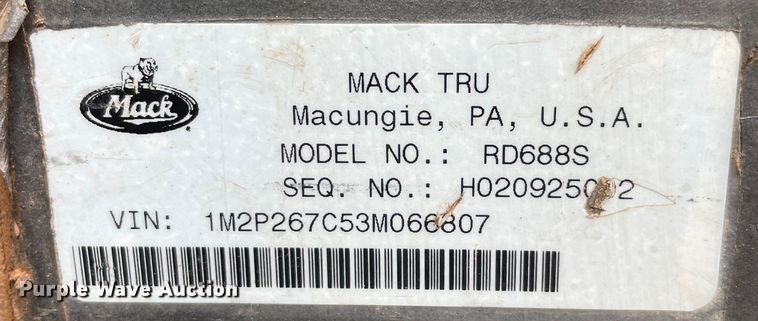 Mack
MACK TRU
Macungie, PA, U.S.A.
MODEL NO.: RD688S
SEQ. NO.:
VIN: 1M2P267C53M066807
Purple Wave Auction